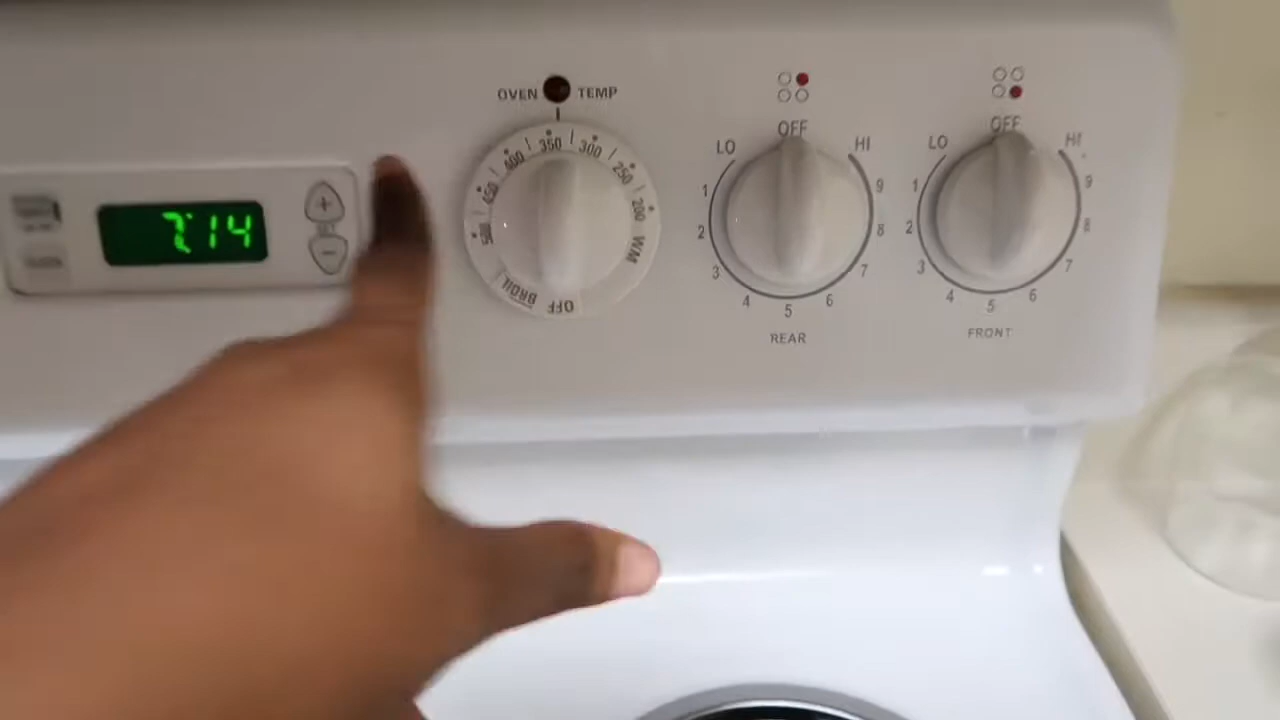 7:14
+
−
OVEN TEMP
500 450 400 350 300 250 200 WM
BROIL OFF
OFF
LO HI
1 2 3 4 5 6 7 8 9
REAR
OFF
LO HI
1 2 3 4 5 6 7 8 9
FRONT